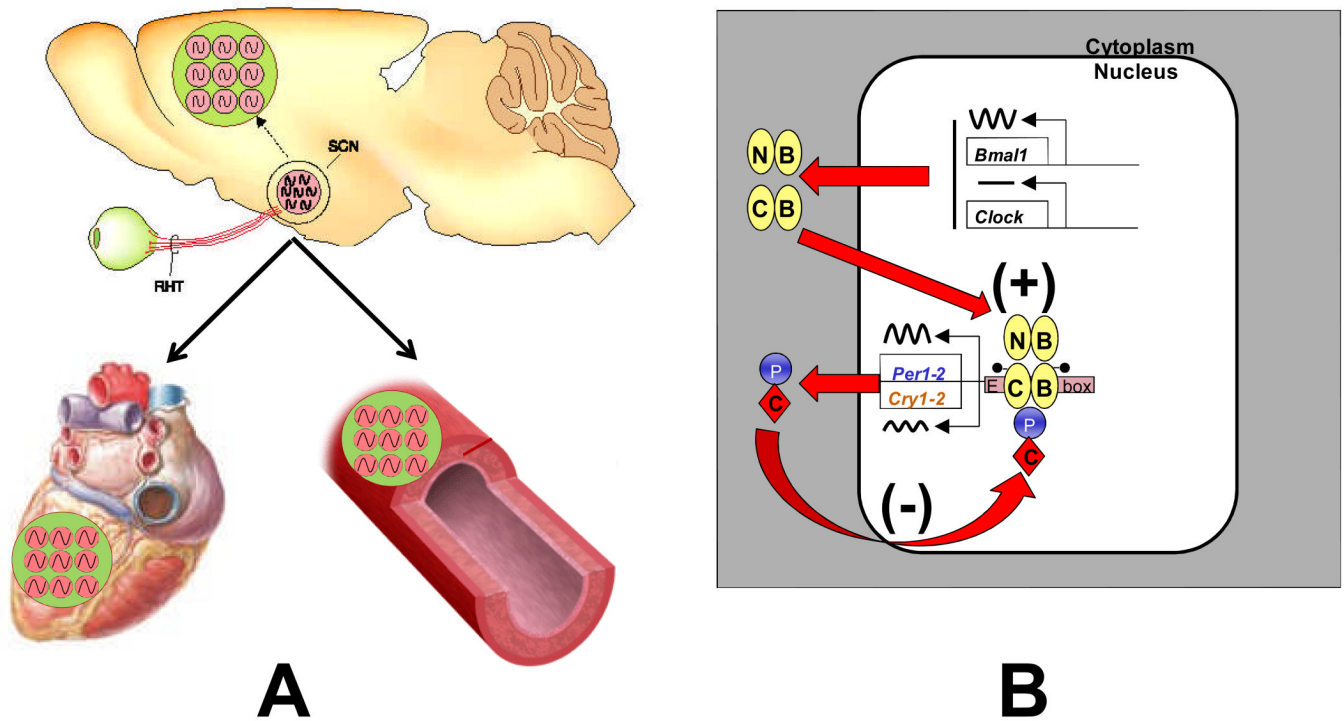 SCN
RHT
A
Cytoplasm
Nucleus
Bmal1
Clock
N B
C B
(+)
N B
Per1-2
Cry1-2
E C B box
P
C
P
C
(-)
B